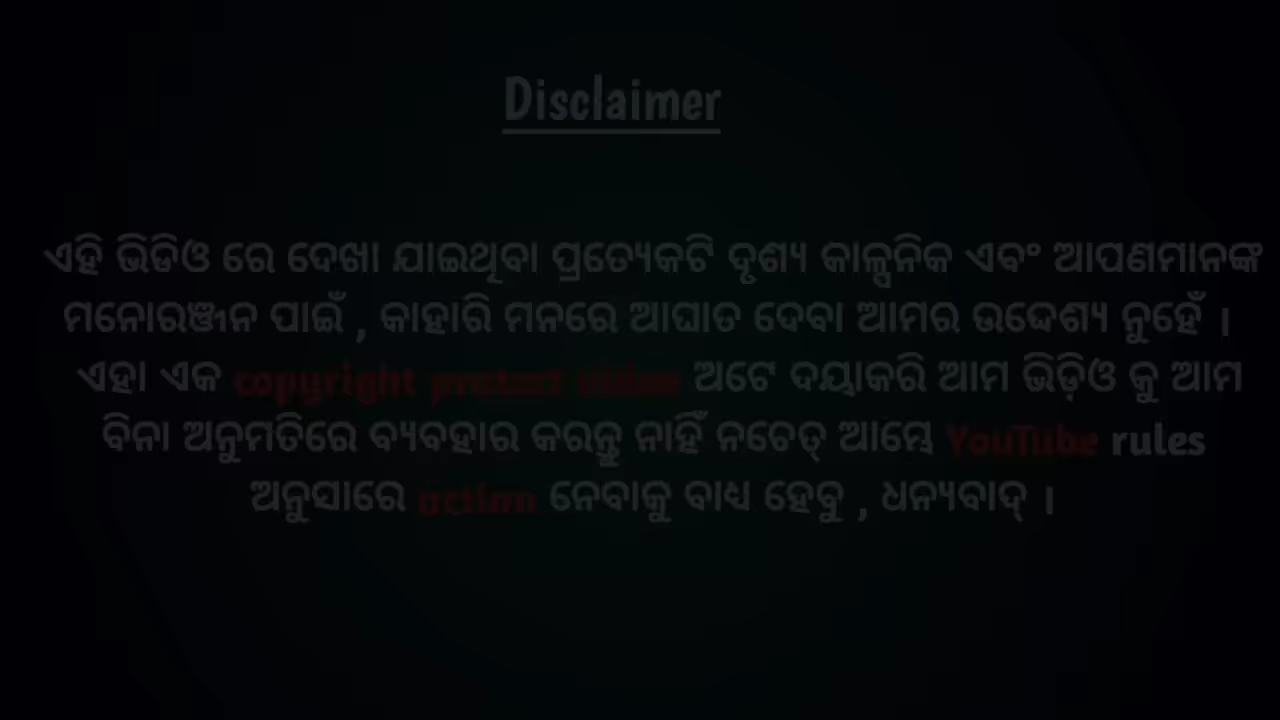 Disclaimer
ଏହି ଭିଡିଓ ରେ ଦେଖା ଯାଇଥିବା ପ୍ରତ୍ୟେକଟି ଦୃଶ୍ୟ କାଳ୍ପନିକ ଏବଂ ଆପଣମାନଙ୍କ
ମନୋରଞ୍ଜନ ପାଇଁ , କାହାରି ମନରେ ଆଘାତ ଦେବା ଆମର ଉଦ୍ଦେଶ୍ୟ ନୁହେଁ ।
ଏହା ଏକ copyright protect video ଅଟେ ଦୟାକରି ଆମ ଭିଡ଼ିଓ କୁ ଆମ
ବିନା ଅନୁମତିରେ ବ୍ୟବହାର କରନ୍ତୁ ନାହିଁ ନଚେତ୍ ଆମ୍ଭେ YouTube rules
ଅନୁସାରେ action ନେବାକୁ ବାଧ୍ୟ ହେବୁ , ଧନ୍ୟବାଦ୍ ।